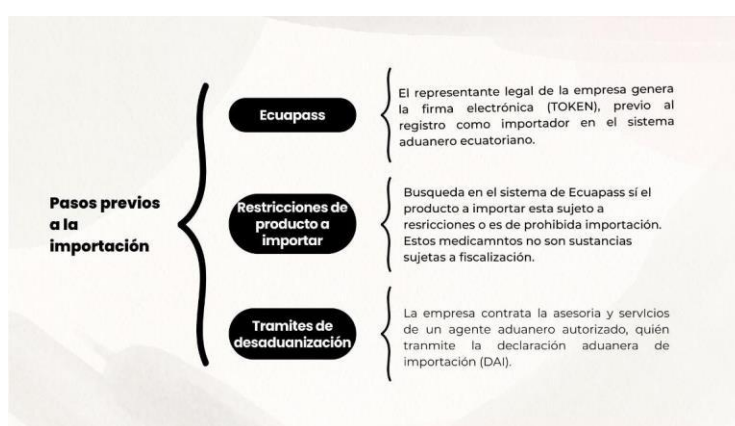 Pasos previos
a la
importación
Ecuapass
El representante legal de la empresa genera
la firma electrónica (TOKEN), previo al
registro como importador en el sistema
aduanero ecuatoriano.
Restricciones de
producto a
importar
Busqueda en el sistema de Ecuapass sí el
producto a importar esta sujeto a
resricciones o es de prohibida importación.
Estos medicamntos no son sustancias
sujetas a fiscalización.
Tramites de
desaduanización
La empresa contrata la asesoria y servIcios
de un agente aduanero autorizado, quién
tranmite la declaración aduanera de
importación (DAI).